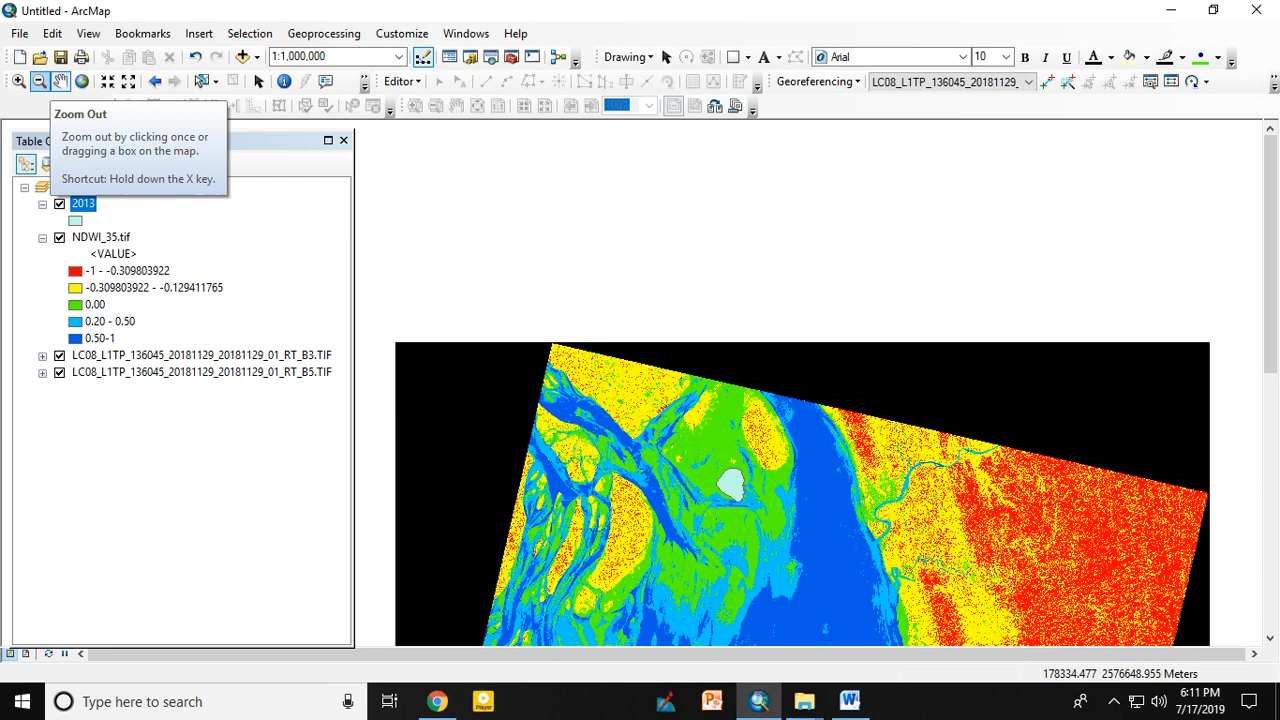 Untitled - ArcMap
File Edit View Bookmarks Insert Selection Geoprocessing Customize Windows Help
1:1,000,000 Drawing Arial 10 B I U A
Editor Georeferencing LC08_L1TP_136045_20181129_
100%
Zoom Out
Zoom out by clicking once or
dragging a box on the map.
Shortcut: Hold down the X key.
Table O
2013
NDWI_35.tif
<VALUE>
-1 - -0.309803922
-0.309803922 - -0.129411765
0.00
0.20 - 0.50
0.50-1
LC08_L1TP_136045_20181129_20181129_01_RT_B3.TIF
LC08_L1TP_136045_20181129_20181129_01_RT_B5.TIF
178334.477 2576648.955 Meters
Type here to search
Player
6:11 PM
7/17/2019